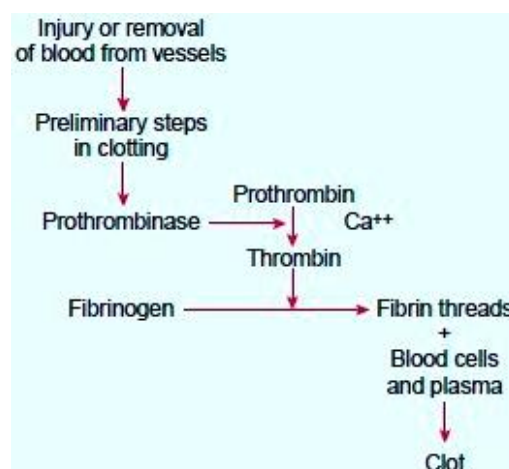 Injury or removal
of blood from vessels
Preliminary steps
in clotting
Prothrombin
Prothrombinase
Ca++
Thrombin
Fibrinogen
Fibrin threads
+
Blood cells
and plasma
Clot